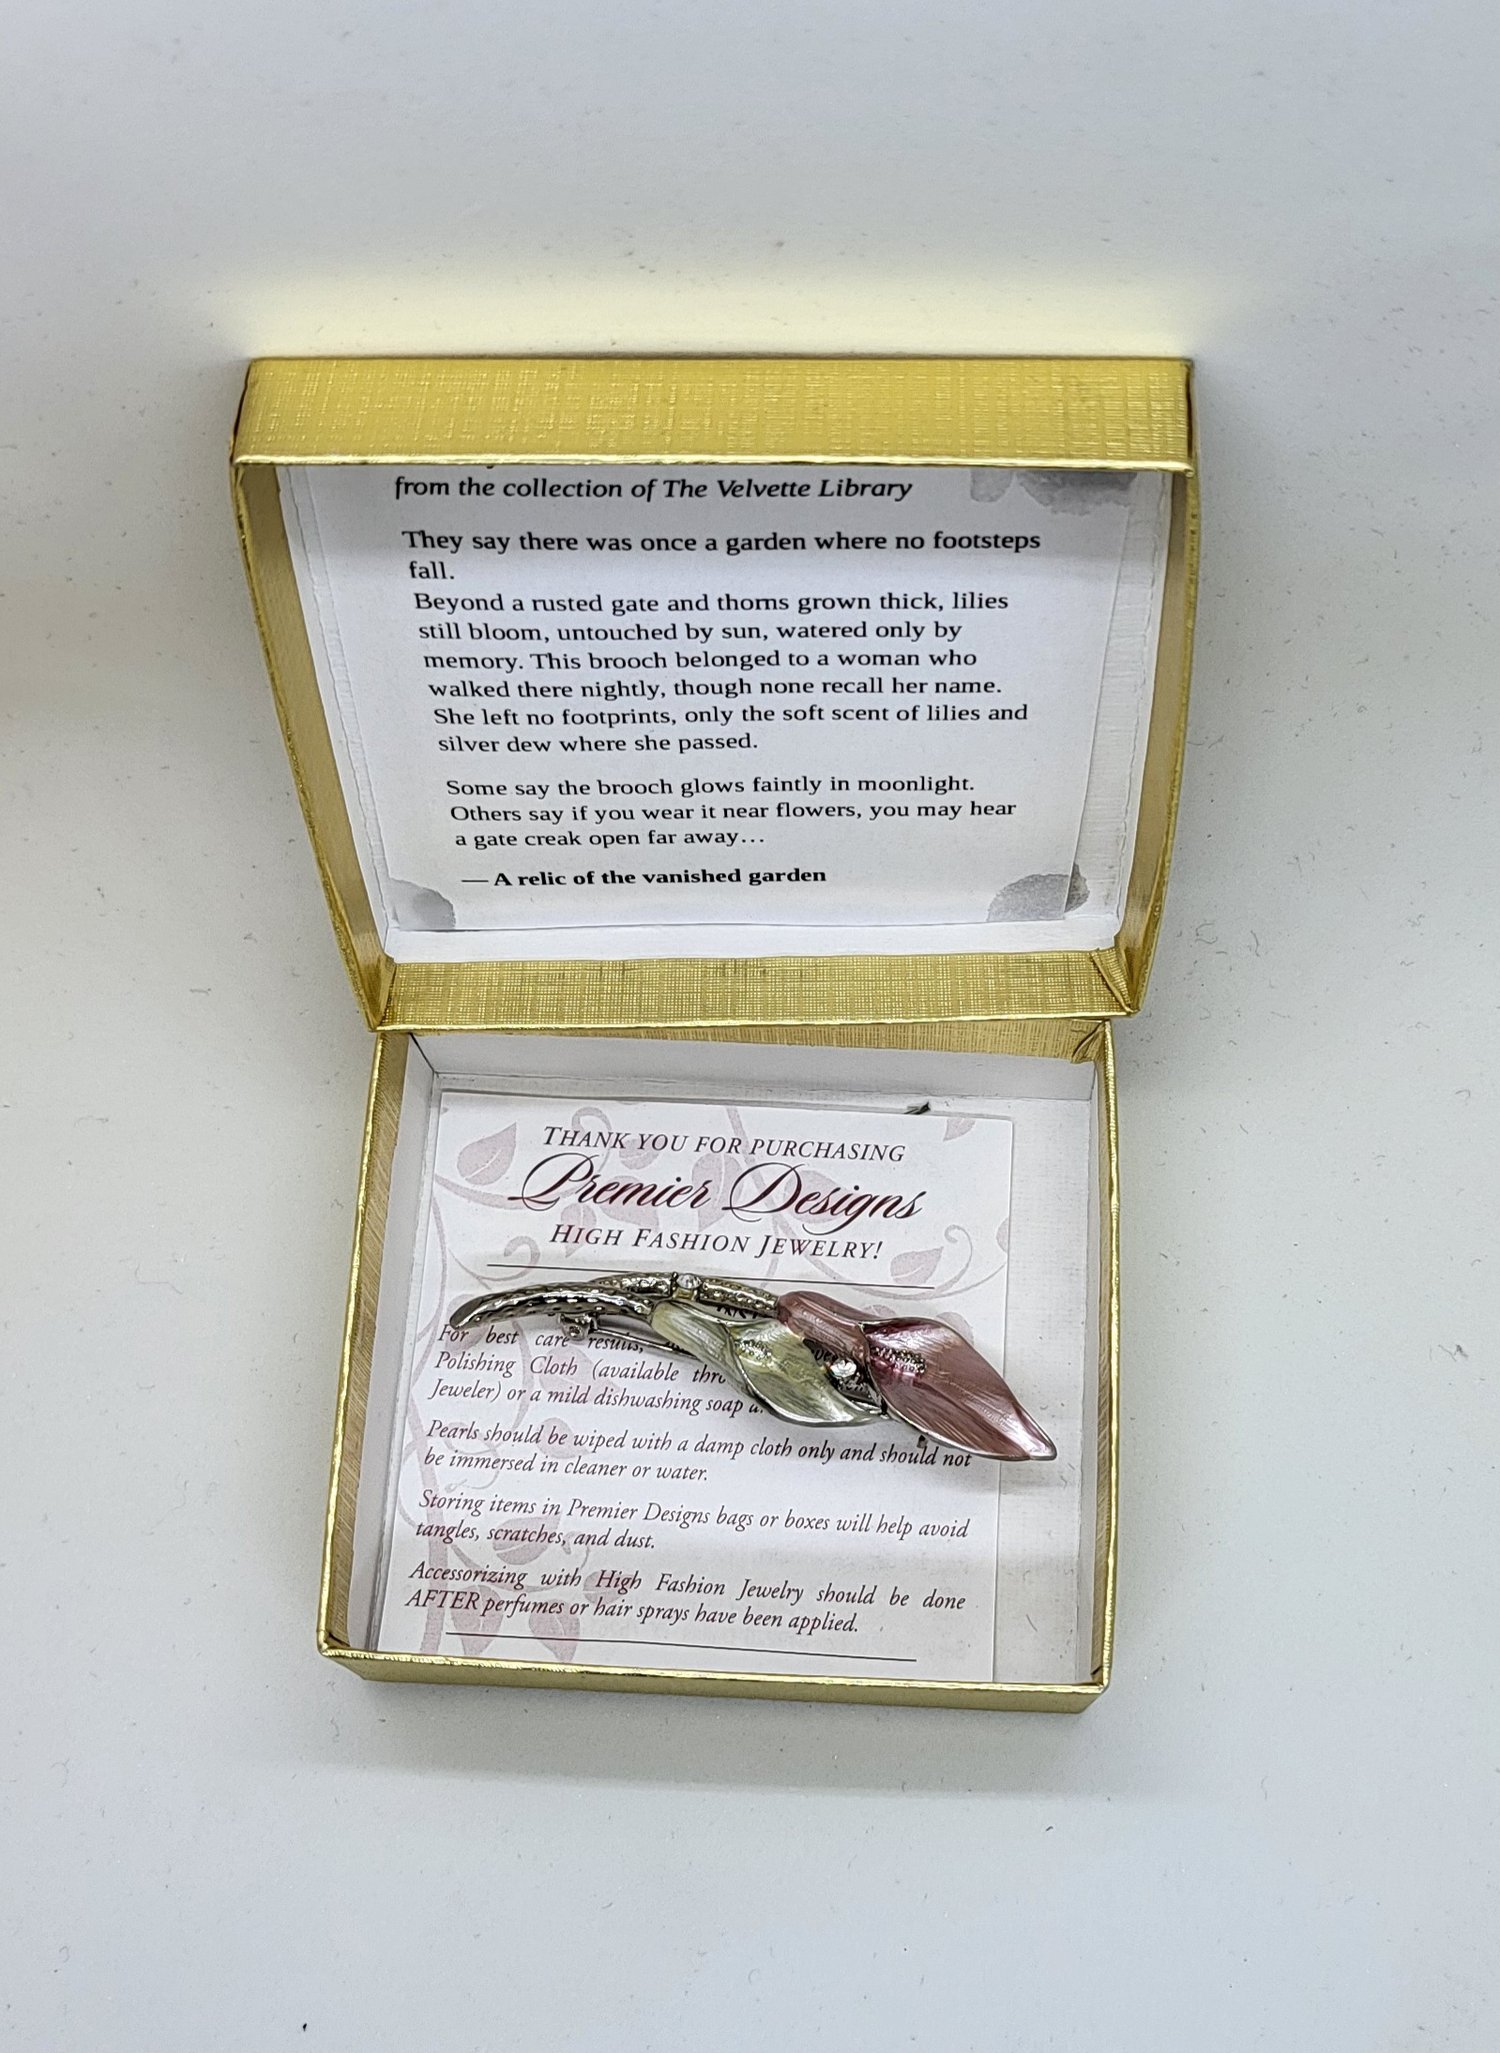 from the collection of The Velvette Library
They say there was once a garden where no footsteps
fall.
Beyond a rusted gate and thorns grown thick, lilies
still bloom, untouched by sun, watered only by
memory. This brooch belonged to a woman who
walked there nightly, though none recall her name.
She left no footprints, only the soft scent of lilies and
silver dew where she passed.
Some say the brooch glows faintly in moonlight.
Others say if you wear it near flowers, you may hear
a gate creak open far away...
— A relic of the vanished garden
THANK YOU FOR PURCHASING
Premier Designs
HIGH FASHION JEWELRY!
For best care results,
Polishing Cloth (available
Jeweler) or a mild dishwashing soap
Pearls should be wiped with a damp cloth only and should not
be immersed in cleaner or water.
Storing items in Premier Designs bags or boxes will help avoid
tangles, scratches, and dust.
Accessorizing with High Fashion Jewelry should be done
AFTER perfumes or hair sprays have been applied.